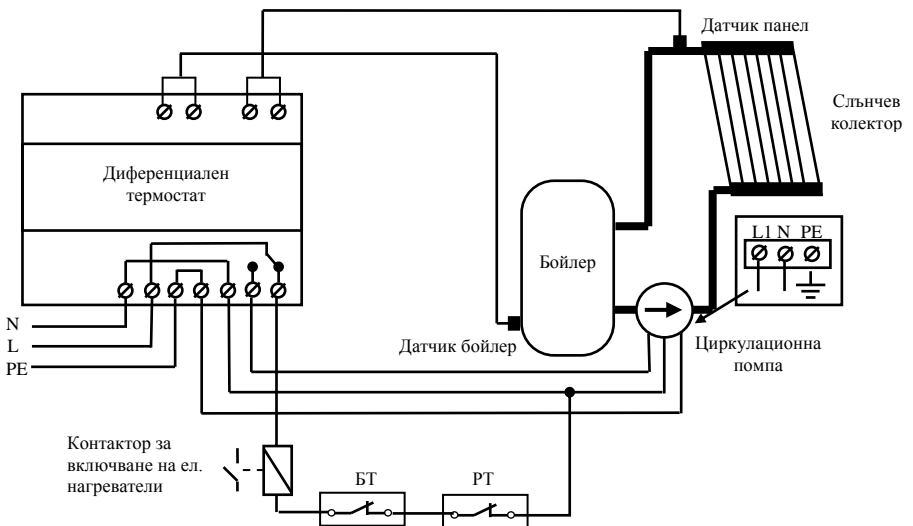 Датчик панел
Слънчев
колектор
Диференциален
термостат
L1 N PE
Бойлер
N
L
PE
Датчик бойлер
Циркулационна
помпа
Контактор за
включване на ел.
нагреватели
БТ
РТ